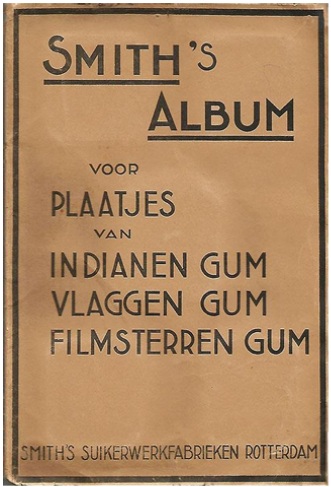 SMITH'S
ALBUM
VOOR
PLAATJES
VAN
INDIANEN GUM
VLAGGEN GUM
FILMSTERREN GUM
SMITH'S SUIKERWERKFABRIEKEN ROTTERDAM